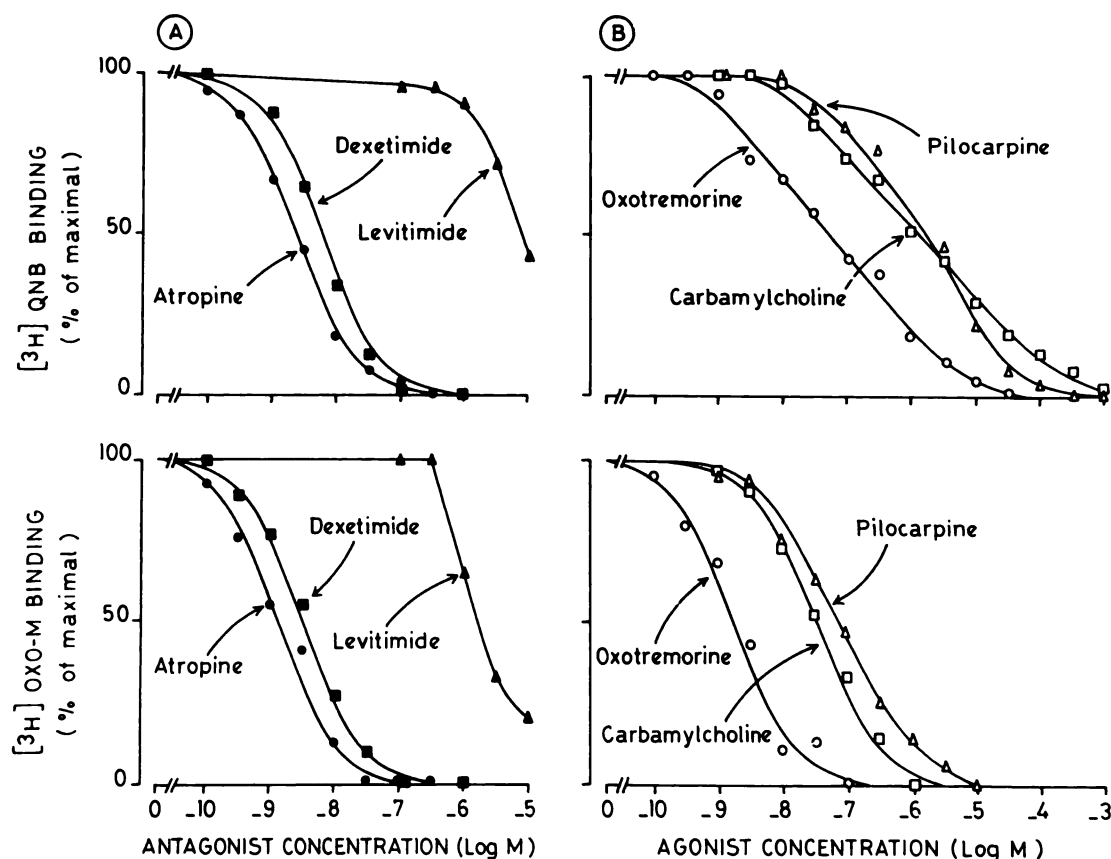 A
B
100
50
0
[3H] QNB BINDING
(% of maximal)
Dexetimide
Levitimide
Atropine
Pilocarpine
Oxotremorine
Carbamylcholine
100
50
0
[3H] OXO-M BINDING
(% of maximal)
Dexetimide
Levitimide
Atropine
Pilocarpine
Oxotremorine
Carbamylcholine
0 -10 -9 -8 -7 -6 -5
0 -10 -9 -8 -7 -6 -5 -4 -3
ANTAGONIST CONCENTRATION (Log M)
AGONIST CONCENTRATION (Log M)